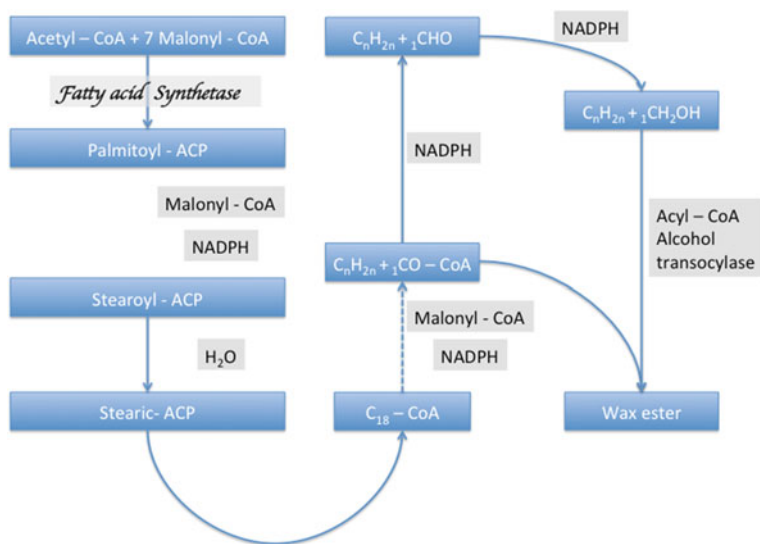 Acetyl – CoA + 7 Malonyl - CoA
Fatty acid Synthetase
Palmitoyl - ACP
Malonyl - CoA
NADPH
Stearoyl - ACP
H₂O
Stearic- ACP
CₙH₂ₙ + ₁CHO
NADPH
CₙH₂ₙ + ₁CO – CoA
Malonyl - CoA
NADPH
C₁₈ – CoA
NADPH
CₙH₂ₙ + ₁CH₂OH
Acyl – CoA
Alcohol
transocylase
Wax ester